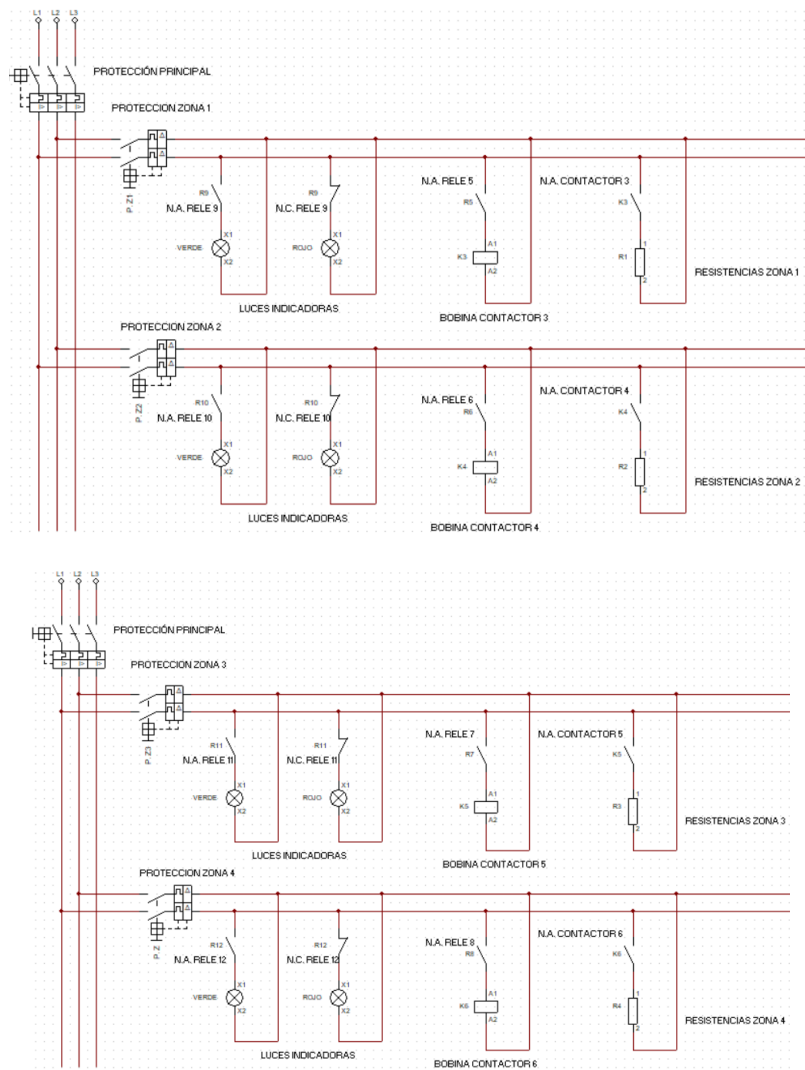 L1 L2 L3
PROTECCIÓN PRINCIPAL
PROTECCION ZONA 1
P. Z1
R9 R9 N.A. RELE 5 N.A. CONTACTOR 3
N.A. RELE 9 N.C. RELE 9 R5 K3
VERDE X1 X2 ROJO X1 X2 K3 A1 A2 R1 1 2
RESISTENCIAS ZONA 1
LUCES INDICADORAS
BOBINA CONTACTOR 3
PROTECCION ZONA 2
P. Z2
R10 R10 N.A. RELE 6 N.A. CONTACTOR 4
N.A. RELE 10 N.C. RELE 10 R6 K4
VERDE X1 X2 ROJO X1 X2 K4 A1 A2 R2 1 2
RESISTENCIAS ZONA 2
LUCES INDICADORAS
BOBINA CONTACTOR 4
L1 L2 L3
PROTECCIÓN PRINCIPAL
PROTECCION ZONA 3
P. Z3
R11 R11 N.A. RELE 7 N.A. CONTACTOR 5
N.A. RELE 11 N.C. RELE 11 R7 K5
VERDE X1 X2 ROJO X1 X2 K5 A1 A2 R3 1 2
RESISTENCIAS ZONA 3
LUCES INDICADORAS
BOBINA CONTACTOR 5
PROTECCION ZONA 4
P. Z
R12 R12 N.A. RELE 8 N.A. CONTACTOR 6
N.A. RELE 12 N.C. RELE 12 R8 K6
VERDE X1 X2 ROJO X1 X2 K6 A1 A2 R4 1 2
RESISTENCIAS ZONA 4
LUCES INDICADORAS
BOBINA CONTACTOR 6